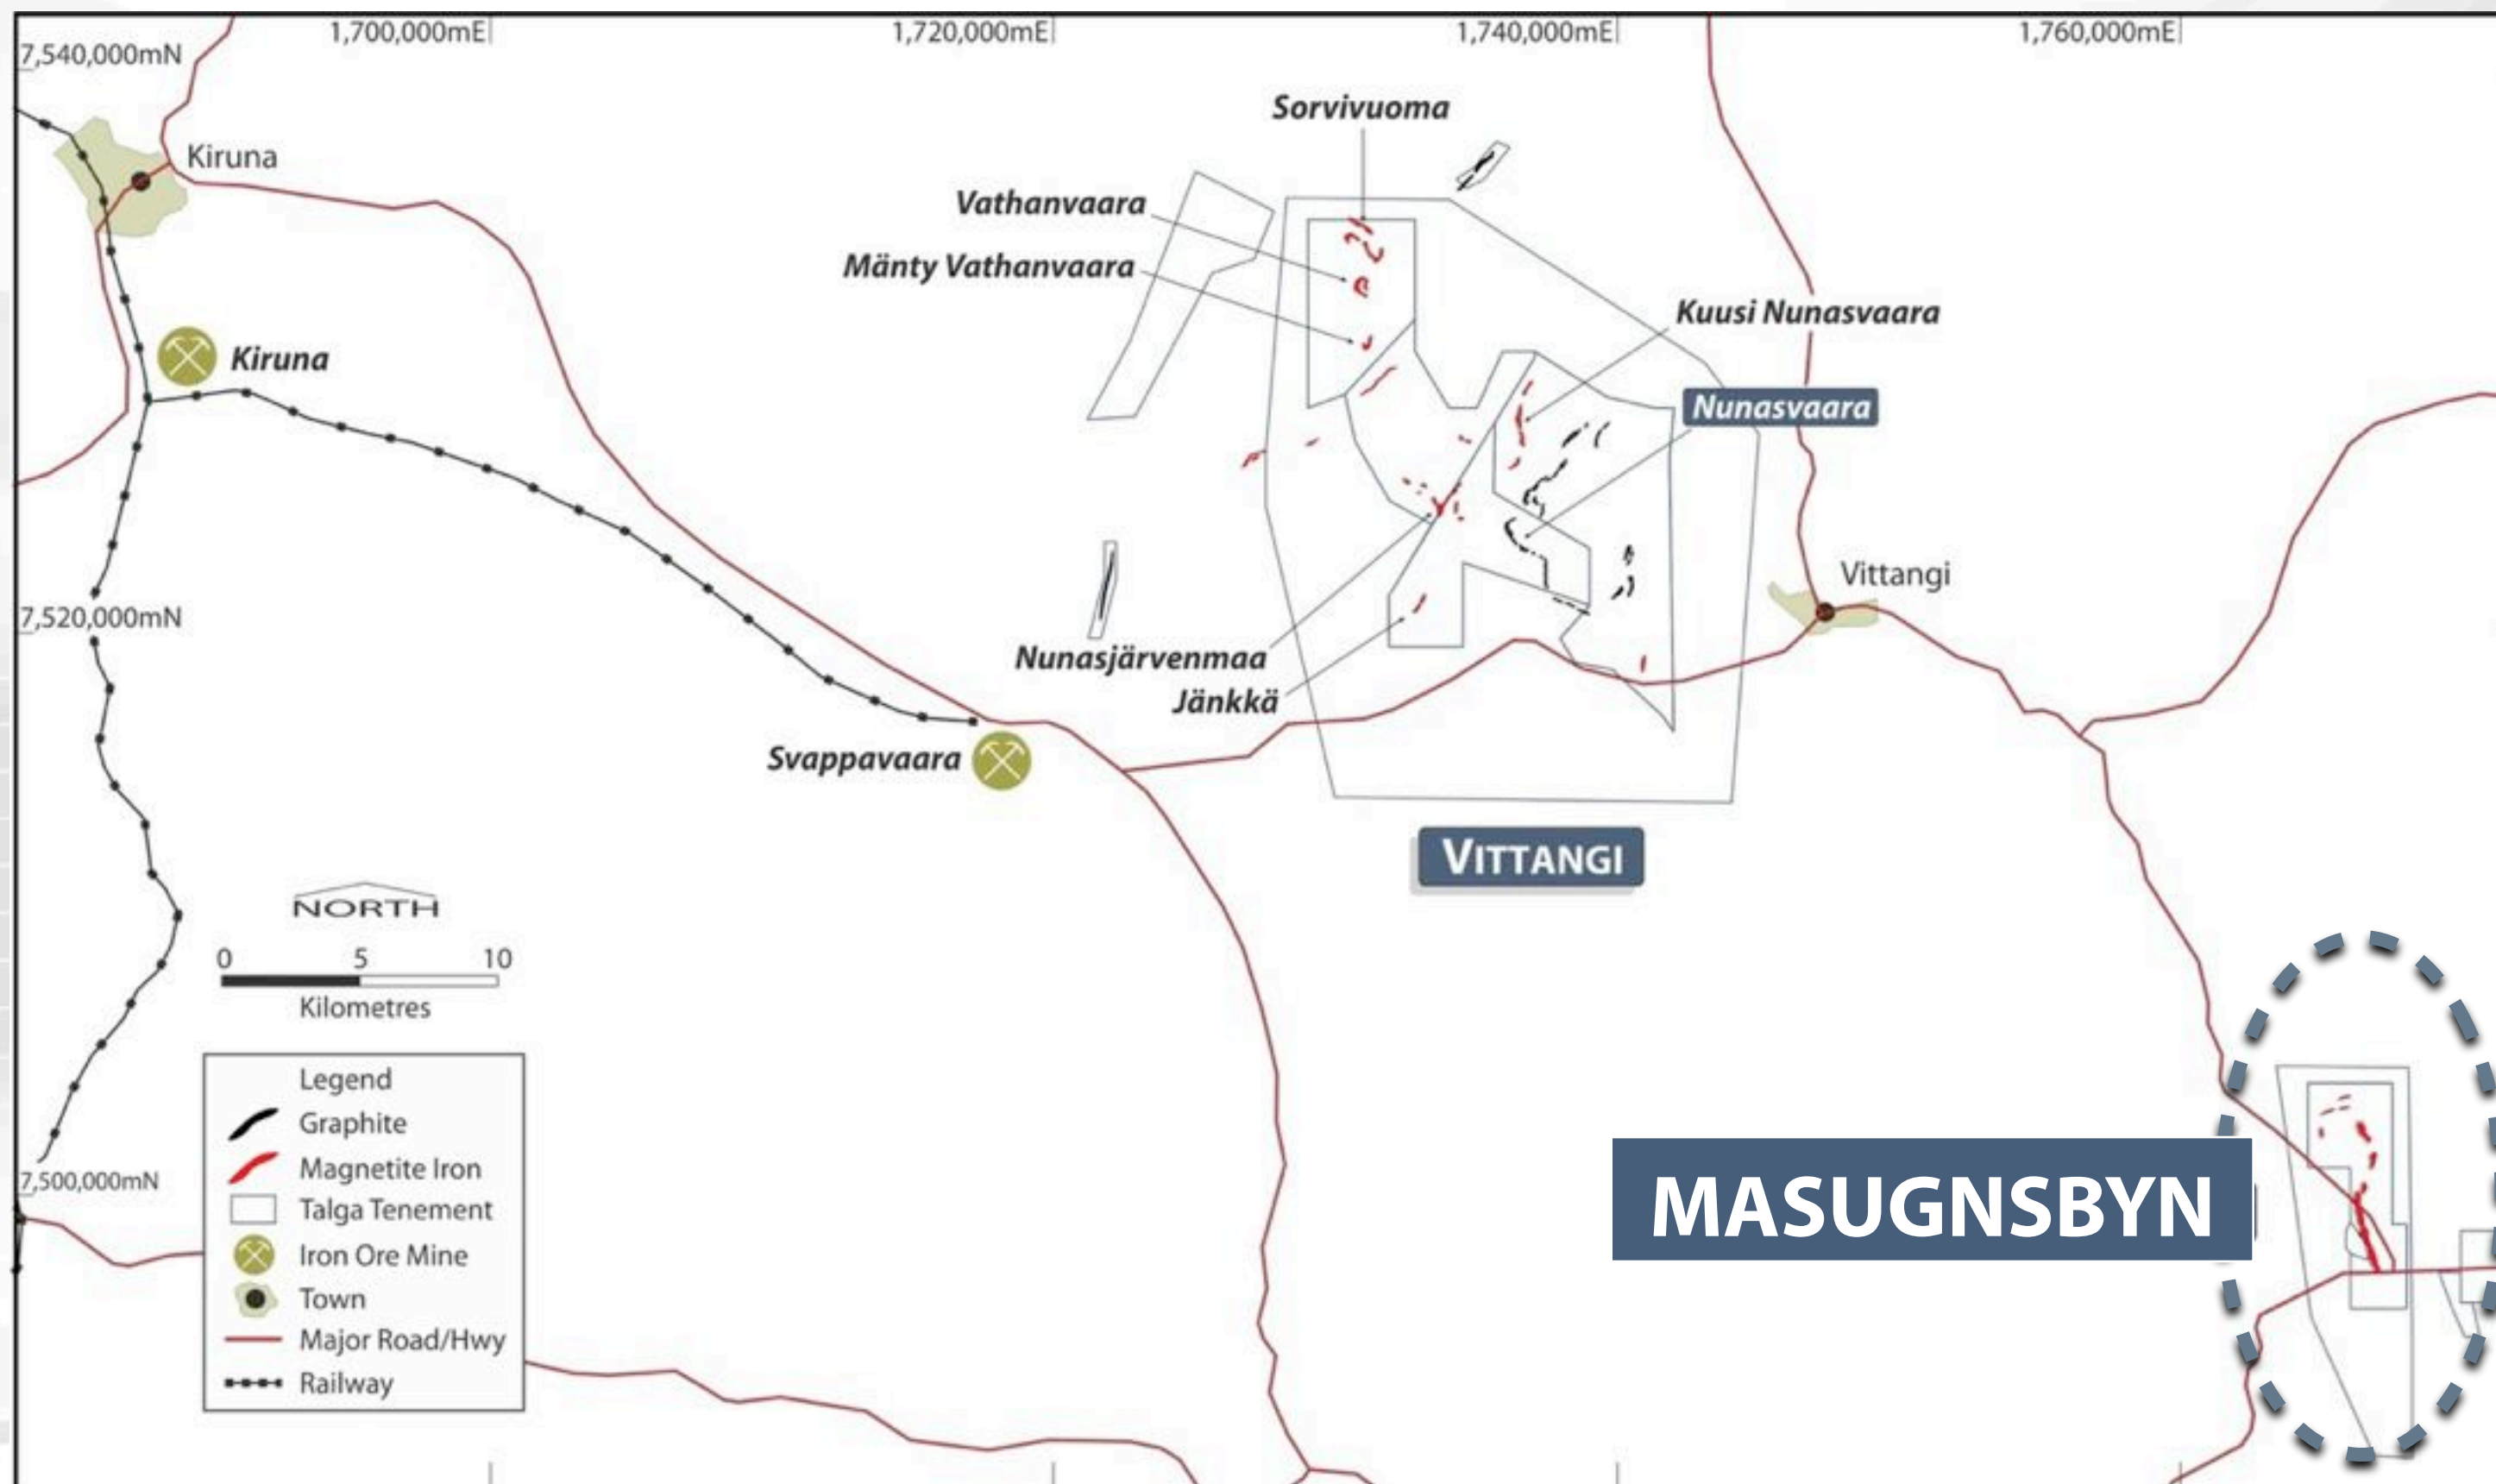 1,700,000mE
1,720,000mE
1,740,000mE
1,760,000mE
7,540,000mN
Sorvivuoma
Kiruna
Vathanvaara
Mänty Vathanvaara
Kuusi Nunasvaara
Kiruna
Nunasvaara
Vittangi
7,520,000mN
Nunasjärvenmaa
Jänkkä
Svappavaara
VITTANGI
NORTH
0 5 10
Kilometres
Legend
Graphite
Magnetite Iron
Talga Tenement
Iron Ore Mine
Town
Major Road/Hwy
Railway
7,500,000mN
MASUGNSBYN